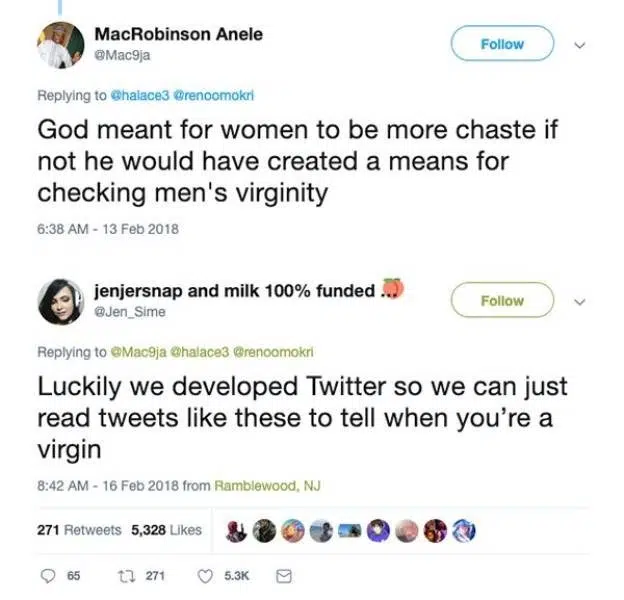 MacRobinson Anele
@Mac9ja
Follow
Replying to @halace3 @renoomokri
God meant for women to be more chaste if
not he would have created a means for
checking men's virginity
6:38 AM - 13 Feb 2018
jenjersnap and milk 100% funded ...
@Jen_Sime
Follow
Replying to @Mac9ja @halace3 @renoomokri
Luckily we developed Twitter so we can just
read tweets like these to tell when you’re a
virgin
8:42 AM - 16 Feb 2018 from Ramblewood, NJ
271 Retweets 5,328 Likes
65 271 5.3K